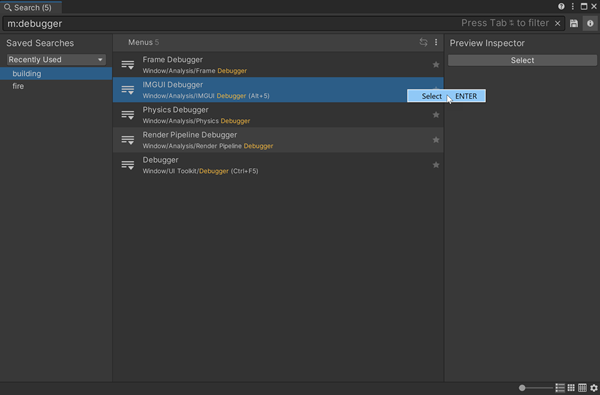 Search (5)
m:debugger
Press Tab ⇆ to filter
Saved Searches
Recently Used
building
fire
Menus 5
Frame Debugger
Window/Analysis/Frame Debugger
IMGUI Debugger
Window/Analysis/IMGUI Debugger (Alt+5)
Physics Debugger
Window/Analysis/Physics Debugger
Render Pipeline Debugger
Window/Analysis/Render Pipeline Debugger
Debugger
Window/UI Toolkit/Debugger (Ctrl+F5)
Select ENTER
Preview Inspector
Select